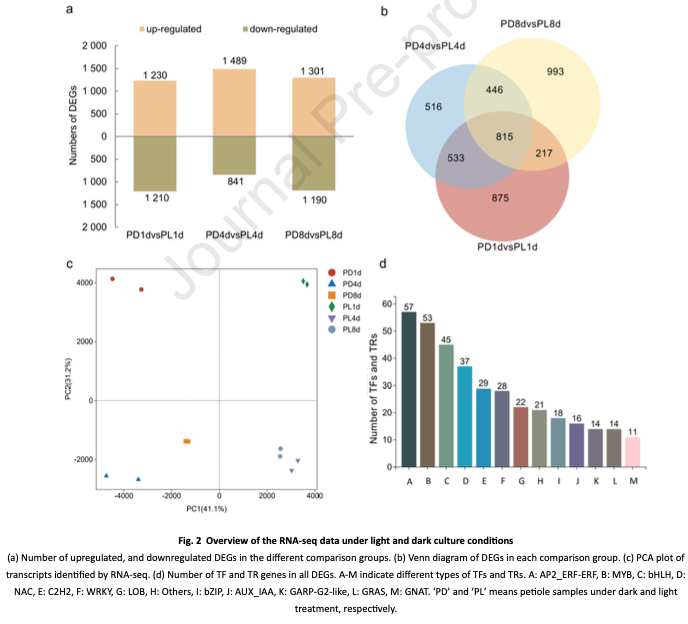 a
up-regulated
down-regulated
Numbers of DEGs
2 000
1 500
1 000
500
0
500
1 000
1 500
2 000
1 230
1 489
1 301
1 210
841
1 190
PD1dvsPL1d
PD4dvsPL4d
PD8dvsPL8d
b
PD8dvsPL8d
PD4dvsPL4d
993
446
516
815
533
217
875
PD1dvsPL1d
Journal Pre-pro
c
PC2(31.2%)
4000
2000
0
-2000
-4000
-2000
0
2000
4000
PC1(41.1%)
PD1d
PD4d
PD8d
PL1d
PL4d
PL8d
d
Number of TFs and TRs
60
50
40
30
20
10
0
57
53
45
37
29
28
22
21
18
16
14
14
11
A B C D E F G H I J K L M
Fig. 2 Overview of the RNA-seq data under light and dark culture conditions
(a) Number of upregulated, and downregulated DEGs in the different comparison groups. (b) Venn diagram of DEGs in each comparison group. (c) PCA plot of
transcripts identified by RNA-seq. (d) Number of TF and TR genes in all DEGs. A-M indicate different types of TFs and TRs. A: AP2_ERF-ERF, B: MYB, C: bHLH, D:
NAC, E: C2H2, F: WRKY, G: LOB, H: Others, I: bZIP, J: AUX_IAA, K: GARP-G2-like, L: GRAS, M: GNAT. 'PD' and 'PL' means petiole samples under dark and light
treatment, respectively.